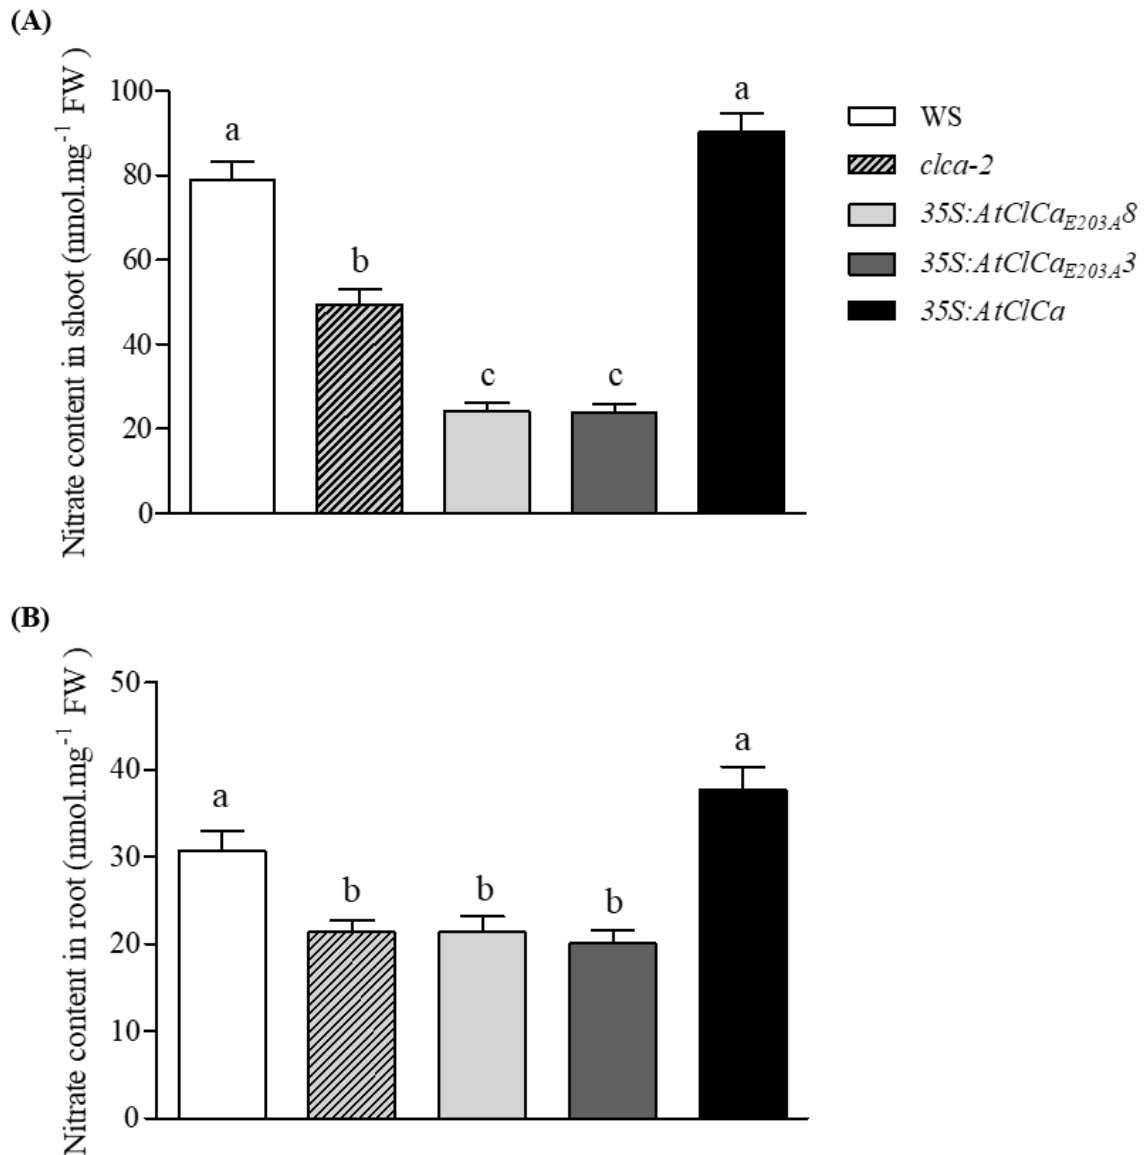 (A)
Nitrate content in shoot (nmol.mg-1 FW )
100
80
60
40
20
0
a
b
c
c
a
WS
clca-2
35S:AtClCaE203A8
35S:AtClCaE203A3
35S:AtClCa
(B)
Nitrate content in root (nmol.mg-1 FW )
50
40
30
20
10
0
a
b
b
b
a